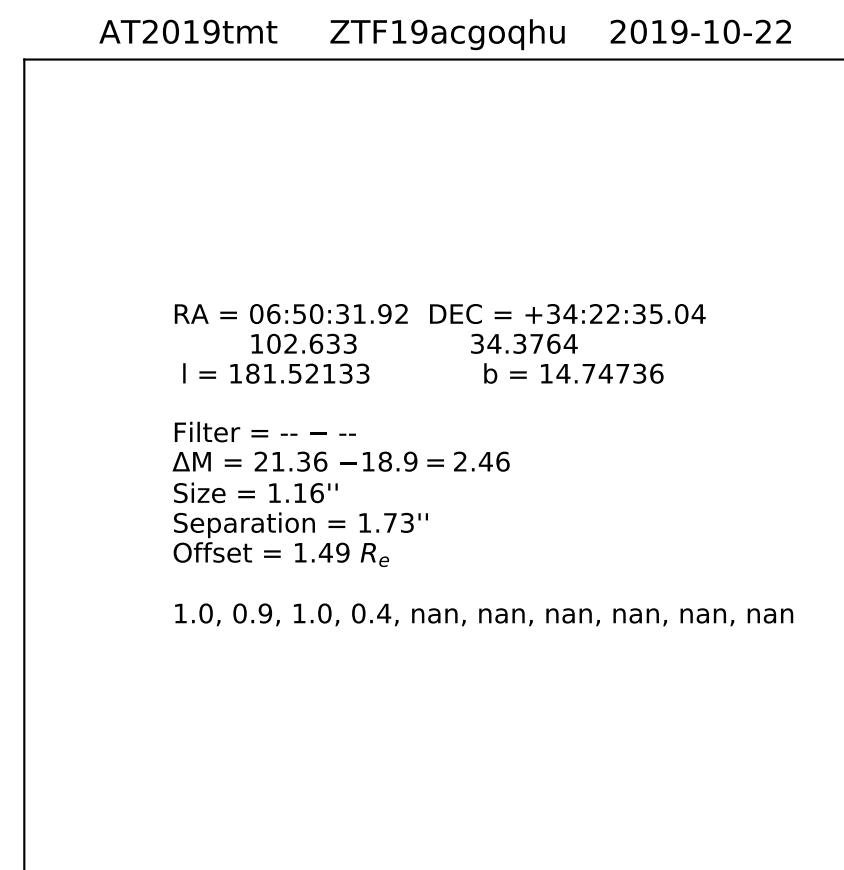 AT2019tmt ZTF19acgoqhu 2019-10-22
RA = 06:50:31.92 DEC = +34:22:35.04
102.633 34.3764
l = 181.52133 b = 14.74736
Filter = -- − --
ΔM = 21.36 −18.9 = 2.46
Size = 1.16''
Separation = 1.73''
Offset = 1.49 Rₑ
1.0, 0.9, 1.0, 0.4, nan, nan, nan, nan, nan, nan